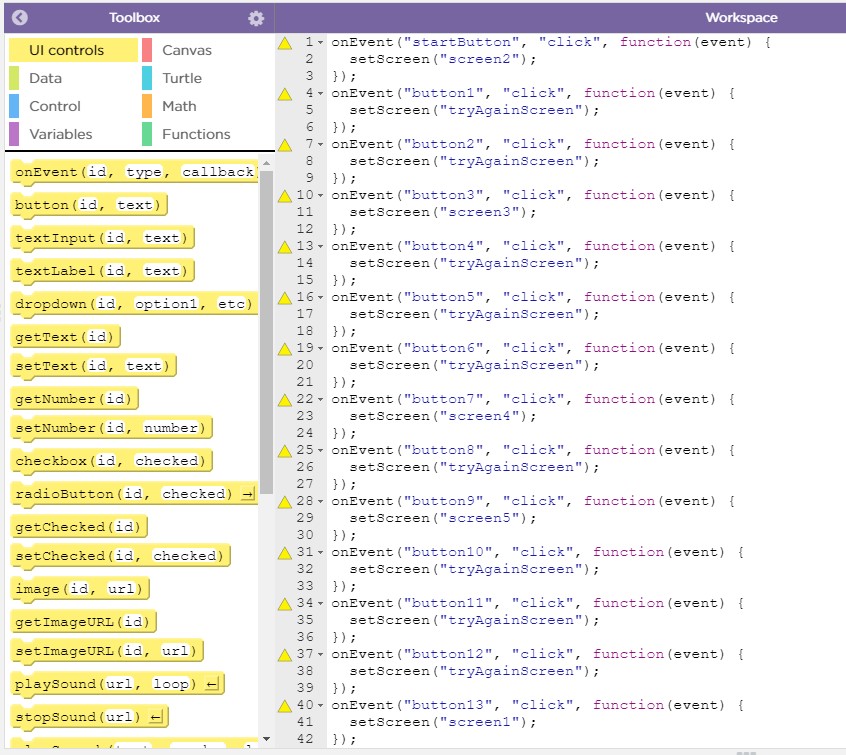 Toolbox
Workspace
UI controls
Canvas
Data
Turtle
Control
Math
Variables
Functions
onEvent(id, type, callback)
button(id, text)
textInput(id, text)
textLabel(id, text)
dropdown(id, option1, etc)
getText(id)
setText(id, text)
getNumber(id)
setNumber(id, number)
checkbox(id, checked)
radioButton(id, checked) →
getChecked(id)
setChecked(id, checked)
image(id, url)
getImageURL(id)
setImageURL(id, url)
playSound(url, loop) ←
stopSound(url) ←
1 onEvent("startButton", "click", function(event) {
2 setScreen("screen2");
3 });
4 onEvent("button1", "click", function(event) {
5 setScreen("tryAgainScreen");
6 });
7 onEvent("button2", "click", function(event) {
8 setScreen("tryAgainScreen");
9 });
10 onEvent("button3", "click", function(event) {
11 setScreen("screen3");
12 });
13 onEvent("button4", "click", function(event) {
14 setScreen("tryAgainScreen");
15 });
16 onEvent("button5", "click", function(event) {
17 setScreen("tryAgainScreen");
18 });
19 onEvent("button6", "click", function(event) {
20 setScreen("tryAgainScreen");
21 });
22 onEvent("button7", "click", function(event) {
23 setScreen("screen4");
24 });
25 onEvent("button8", "click", function(event) {
26 setScreen("tryAgainScreen");
27 });
28 onEvent("button9", "click", function(event) {
29 setScreen("screen5");
30 });
31 onEvent("button10", "click", function(event) {
32 setScreen("tryAgainScreen");
33 });
34 onEvent("button11", "click", function(event) {
35 setScreen("tryAgainScreen");
36 });
37 onEvent("button12", "click", function(event) {
38 setScreen("tryAgainScreen");
39 });
40 onEvent("button13", "click", function(event) {
41 setScreen("screen1");
42 });